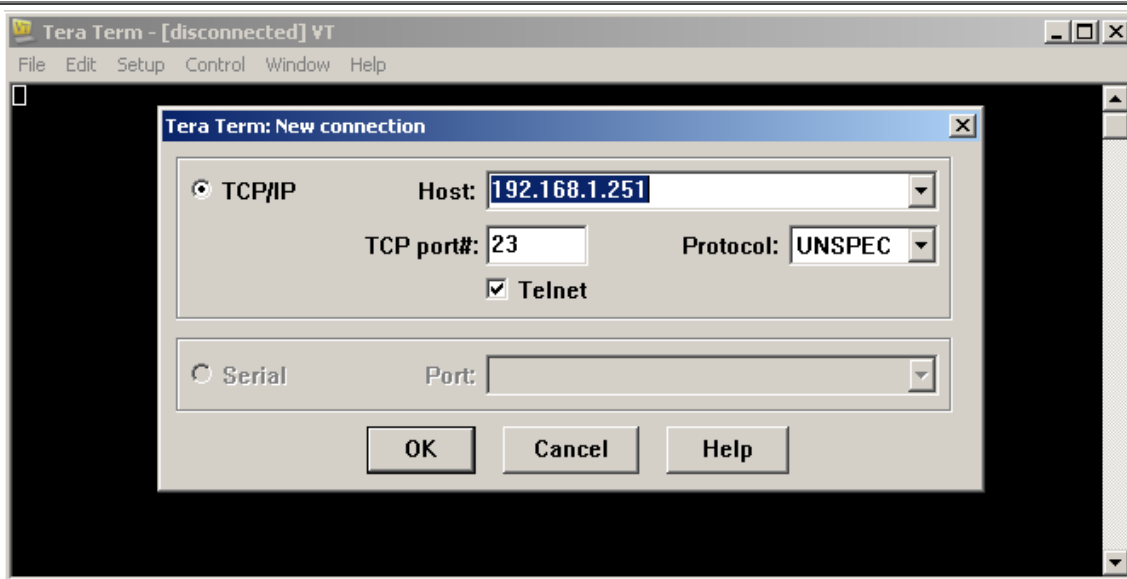 Tera Term - [disconnected] VT
File Edit Setup Control Window Help
Tera Term: New connection
TCP/IP Host: 192.168.1.251
TCP port#: 23 Protocol: UNSPEC
Telnet
Serial Port:
OK Cancel Help